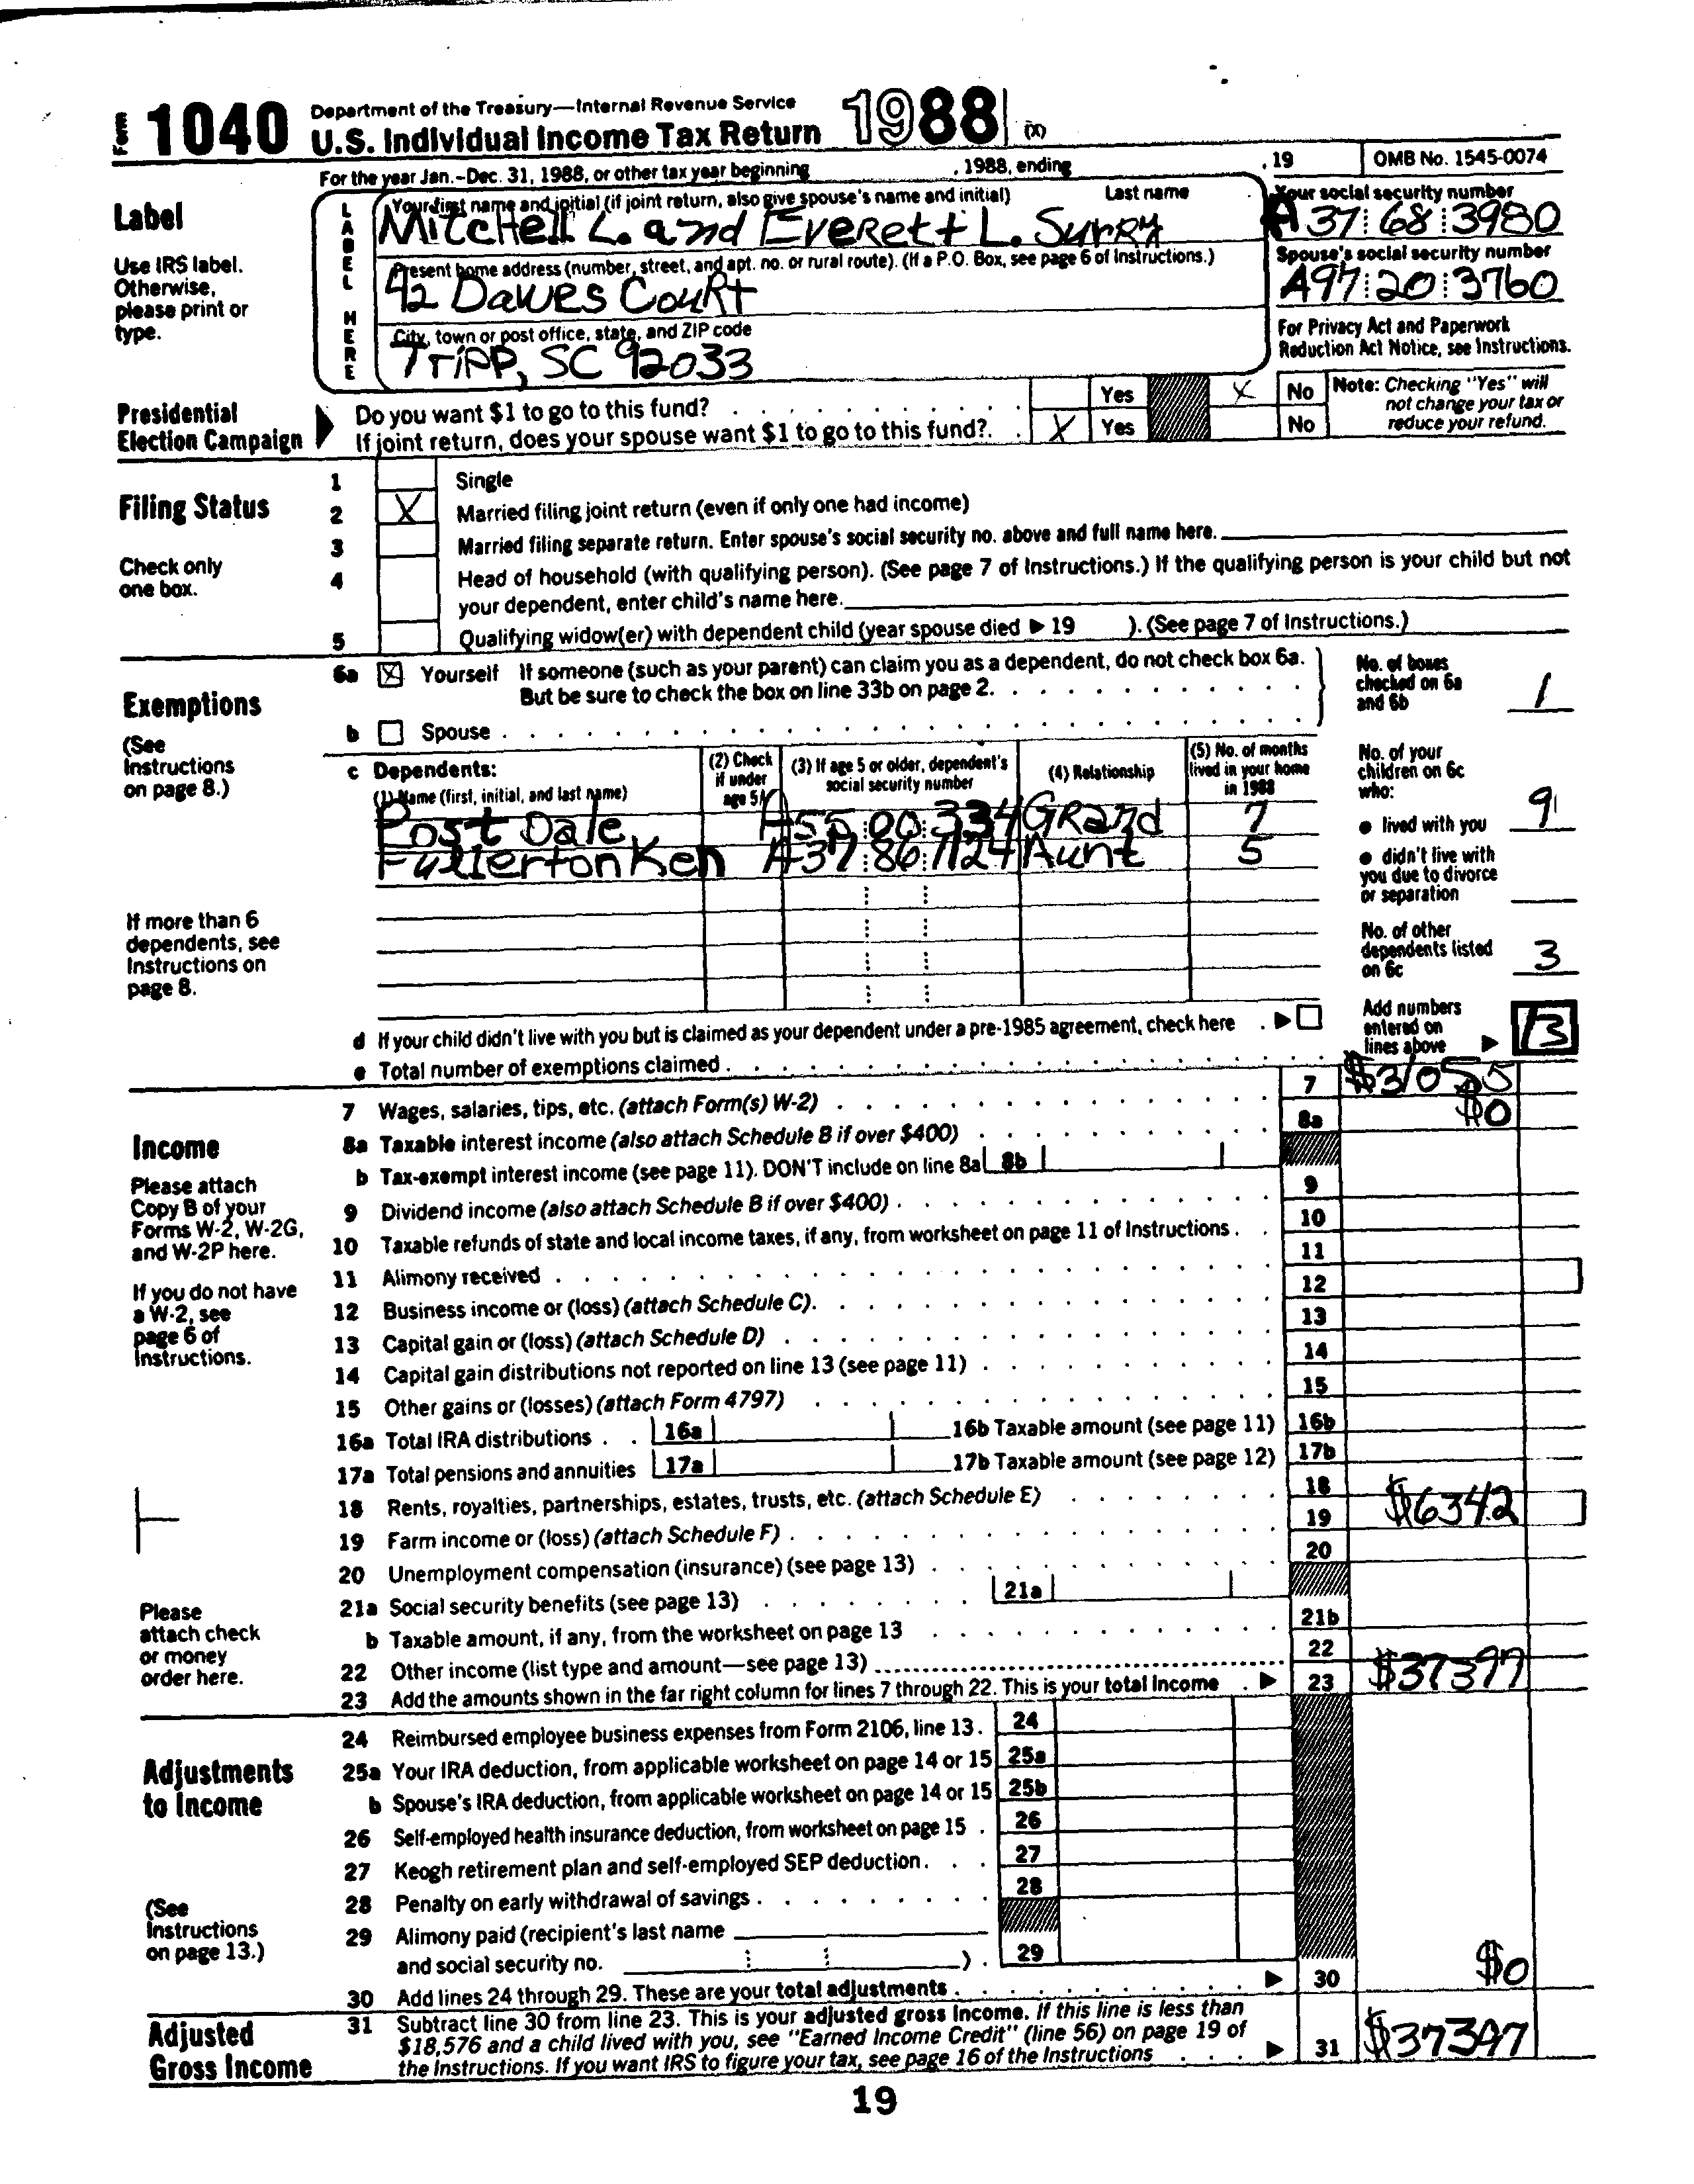 Form 1040 Department of the Treasury—Internal Revenue Service
U.S. Individual Income Tax Return 1988 (X)
For the year Jan.-Dec. 31, 1988, or other tax year beginning , 1988, ending , 19 OMB No. 1545-0074
Label
Use IRS label.
Otherwise,
please print or
type.
LABEL HERE
Your first name and initial (if joint return, also give spouse's name and initial) Last name
Mitchell L. and Everett L. Surry
Your social security number
A37 68 3980
Present home address (number, street, and apt. no. or rural route). (If a P.O. Box, see page 6 of Instructions.)
42 Dawes Court
Spouse's social security number
A97 20 3760
City, town or post office, state, and ZIP code
Tripp, SC 92033
For Privacy Act and Paperwork
Reduction Act Notice, see Instructions.
Presidential
Election Campaign
Do you want $1 to go to this fund? Yes X No
If joint return, does your spouse want $1 to go to this fund? X Yes No
Note: Checking "Yes" will
not change your tax or
reduce your refund.
Filing Status
Check only
one box.
1 Single
2 X Married filing joint return (even if only one had income)
3 Married filing separate return. Enter spouse's social security no. above and full name here.
4 Head of household (with qualifying person). (See page 7 of Instructions.) If the qualifying person is your child but not
your dependent, enter child's name here.
5 Qualifying widow(er) with dependent child (year spouse died ▶ 19 ). (See page 7 of Instructions.)
Exemptions
(See
Instructions
on page 8.)
6a X Yourself If someone (such as your parent) can claim you as a dependent, do not check box 6a.
But be sure to check the box on line 33b on page 2.
b Spouse
No. of boxes
checked on 6a
and 6b 1
c Dependents:
(1) Name (first, initial, and last name)
(2) Check
if under
age 5
(3) If age 5 or older, dependent's
social security number
(4) Relationship
(5) No. of months
lived in your home
in 1988
Post Dale A55 00 334 Grand 7
Fullerton Ken A37 86 1124 Aunt 5
No. of your
children on 6c
who:
● lived with you 9
● didn't live with
you due to divorce
or separation
No. of other
dependents listed
on 6c 3
If more than 6
dependents, see
Instructions on
page 8.
d If your child didn't live with you but is claimed as your dependent under a pre-1985 agreement, check here
e Total number of exemptions claimed
Add numbers
entered on
lines above ▶ 13
Income
Please attach
Copy B of your
Forms W-2, W-2G,
and W-2P here.
If you do not have
a W-2, see
page 6 of
Instructions.
Please
attach check
or money
order here.
7 Wages, salaries, tips, etc. (attach Form(s) W-2) 7 $31055
8a Taxable interest income (also attach Schedule B if over $400) 8a $0
b Tax-exempt interest income (see page 11). DON'T include on line 8a 8b
9 Dividend income (also attach Schedule B if over $400) 9
10 Taxable refunds of state and local income taxes, if any, from worksheet on page 11 of Instructions 10
11 Alimony received 11
12 Business income or (loss) (attach Schedule C) 12
13 Capital gain or (loss) (attach Schedule D) 13
14 Capital gain distributions not reported on line 13 (see page 11) 14
15 Other gains or (losses) (attach Form 4797) 15
16a Total IRA distributions 16a 16b Taxable amount (see page 11) 16b
17a Total pensions and annuities 17a 17b Taxable amount (see page 12) 17b
18 Rents, royalties, partnerships, estates, trusts, etc. (attach Schedule E) 18
19 Farm income or (loss) (attach Schedule F) 19 $6342
20 Unemployment compensation (insurance) (see page 13) 20
21a Social security benefits (see page 13) 21a
b Taxable amount, if any, from the worksheet on page 13 21b
22 Other income (list type and amount—see page 13) 22
23 Add the amounts shown in the far right column for lines 7 through 22. This is your total income ▶ 23 $37397
Adjustments
to Income
(See
Instructions
on page 13.)
24 Reimbursed employee business expenses from Form 2106, line 13. 24
25a Your IRA deduction, from applicable worksheet on page 14 or 15 25a
b Spouse's IRA deduction, from applicable worksheet on page 14 or 15 25b
26 Self-employed health insurance deduction, from worksheet on page 15 26
27 Keogh retirement plan and self-employed SEP deduction 27
28 Penalty on early withdrawal of savings 28
29 Alimony paid (recipient's last name
and social security no. ) 29
30 Add lines 24 through 29. These are your total adjustments ▶ 30 $0
Adjusted
Gross Income
31 Subtract line 30 from line 23. This is your adjusted gross income. If this line is less than
$18,576 and a child lived with you, see "Earned Income Credit" (line 56) on page 19 of
the Instructions. If you want IRS to figure your tax, see page 16 of the Instructions ▶ 31 $37397
19